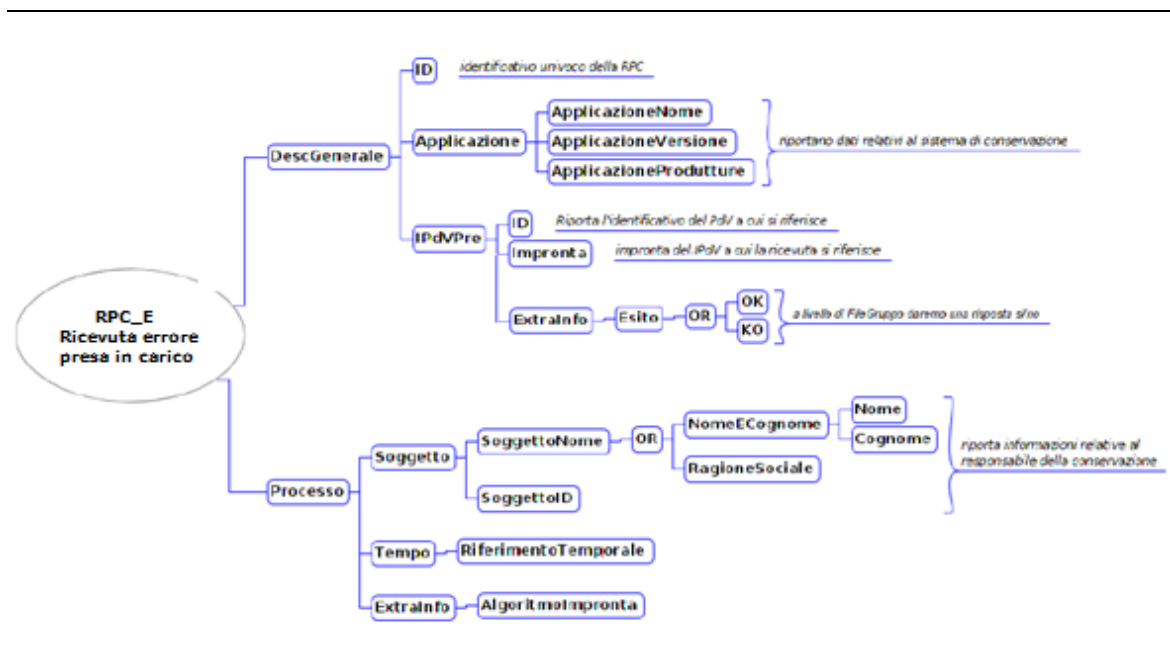 ID
identificativo univoco della RPC
ApplicazioneNome
Applicazione
ApplicazioneVersione
riportano dati relativi al sistema di conservazione
DescGenerale
ApplicazioneProdutture
ID
Riporta l'identificativo del PdV a cui si riferisce
IPdVPre
Impronta
impronta del IPdV a cui la ricevuta si riferisce
OK
ExtraInfo
Esito
OR
a livello di FileGruppo daremo una risposta si/no
KO
RPC_E
Ricevuta errore
presa in carico
Nome
NomeECognome
SoggettoNome
OR
Cognome
riporta informazioni relative al
responsabile della conservazione
Soggetto
RagioneSociale
Processo
SoggettoID
Tempo
RiferimentoTemporale
ExtraInfo
AlgoritmoImpronta